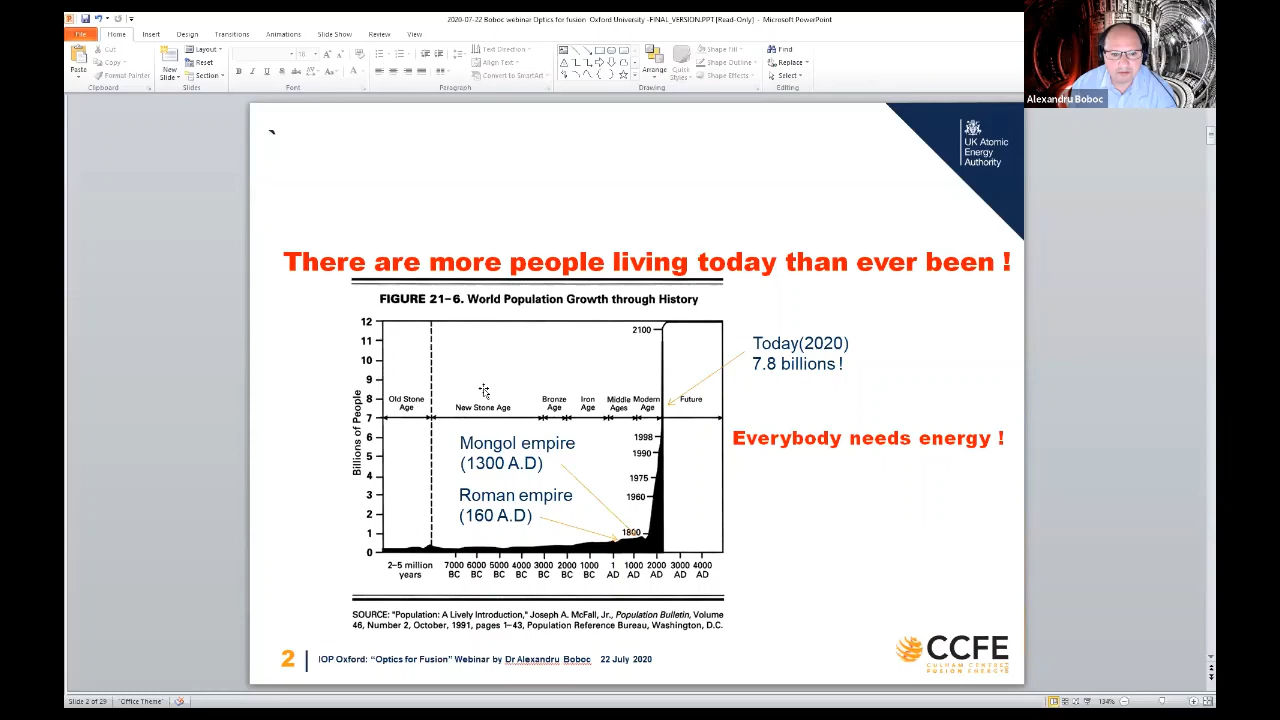 2020-07-22 Boboc webinar Optics for fusion. Oxford University -FINAL_VERSION.PPT [Read-Only] - Microsoft PowerPoint
File Home Insert Design Transitions Animations Slide Show Review View
Cut
Copy
Format Painter
Paste
Clipboard
New
Slide
Layout
Reset
Section
Slides
Font
Text Direction
Align Text
Convert to SmartArt
Paragraph
Arrange
Quick
Styles
Shape Fill
Shape Outline
Shape Effects
Drawing
Find
Replace
Select
Editing
Alexandru Boboc
UK Atomic
Energy
Authority
There are more people living today than ever been !
FIGURE 21–6. World Population Growth through History
Billions of People
12
11
10
9
8
7
6
5
4
3
2
1
0
2100
Old Stone
Age
New Stone Age
Bronze
Age
Iron
Age
Middle
Ages
Modern
Age
Future
1998
1990
1975
1960
1800
Today(2020)
7.8 billions !
Everybody needs energy !
Mongol empire
(1300 A.D)
Roman empire
(160 A.D)
2–5 million
years
7000
BC
6000
BC
5000
BC
4000
BC
3000
BC
2000
BC
1000
BC
1
AD
1000
AD
2000
AD
3000
AD
4000
AD
SOURCE: "Population: A Lively Introduction," Joseph A. McFall, Jr., Population Bulletin, Volume
46, Number 2, October, 1991, pages 1–43, Population Reference Bureau, Washington, D.C.
2 IOP Oxford: “Optics for Fusion” Webinar by Dr Alexandru Boboc 22 July 2020
CCFE
CULHAM CENTRE
FUSION ENERGY
Slide 2 of 29 "Office Theme" 134%